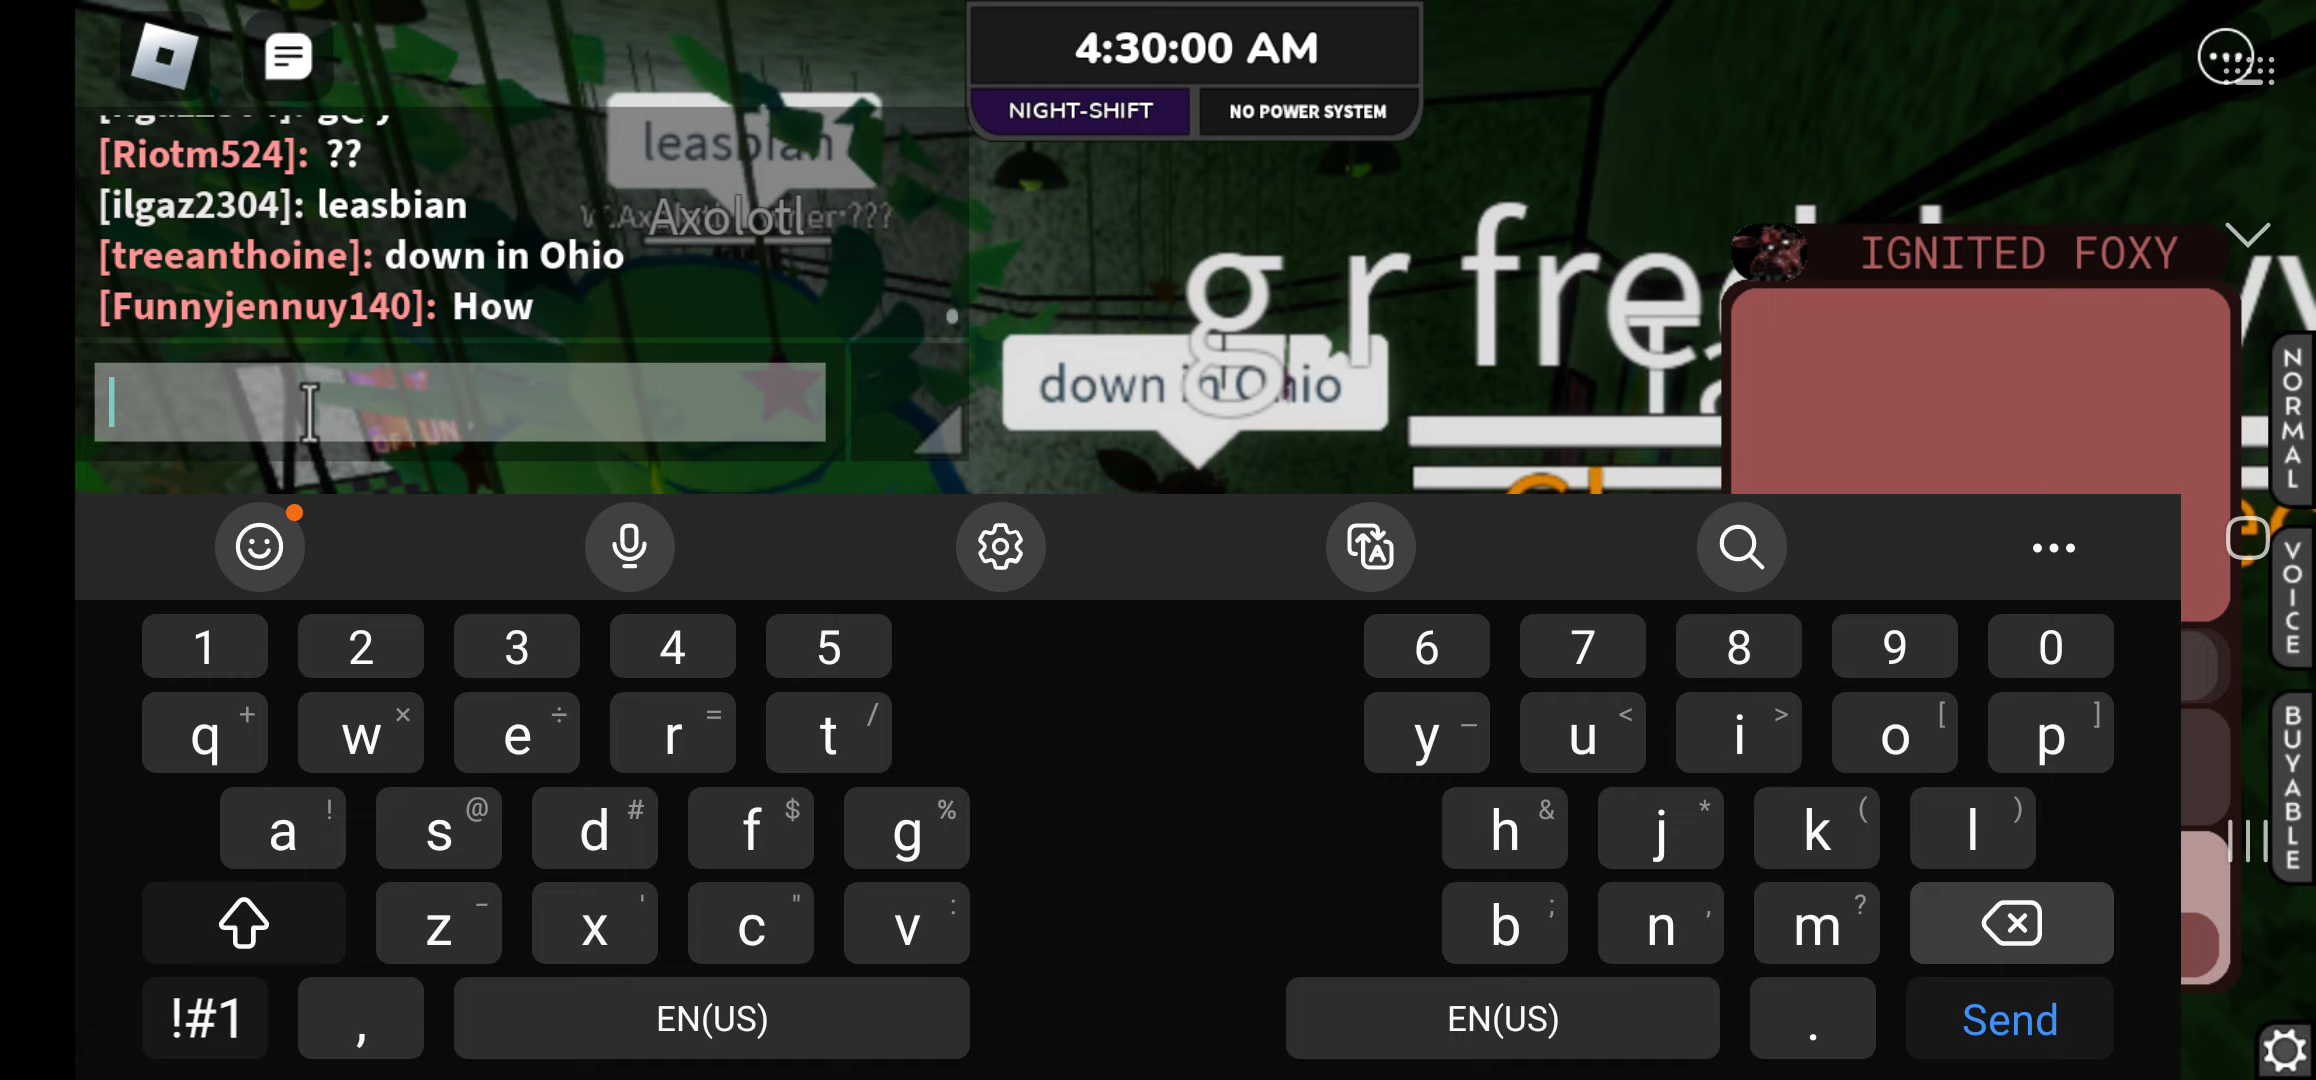 4:30:00 AM
NIGHT-SHIFT
NO POWER SYSTEM
[Riotm524]: ??
[ilgaz2304]: leasbian
[treeanthoine]: down in Ohio
[Funnyjennuy140]: How
leasbian
Axolotl
g r
down in Ohio
IGNITED FOXY
NORMAL
VOICE
BUYABLE
1 2 3 4 5 6 7 8 9 0
q + w × e ÷ r = t / y _ u < i > o [ p ]
a ! s @ d # f $ g % h & j * k ( l )
z - x ' c " v : b ; n , m ?
!#1 , EN(US) EN(US) . Send